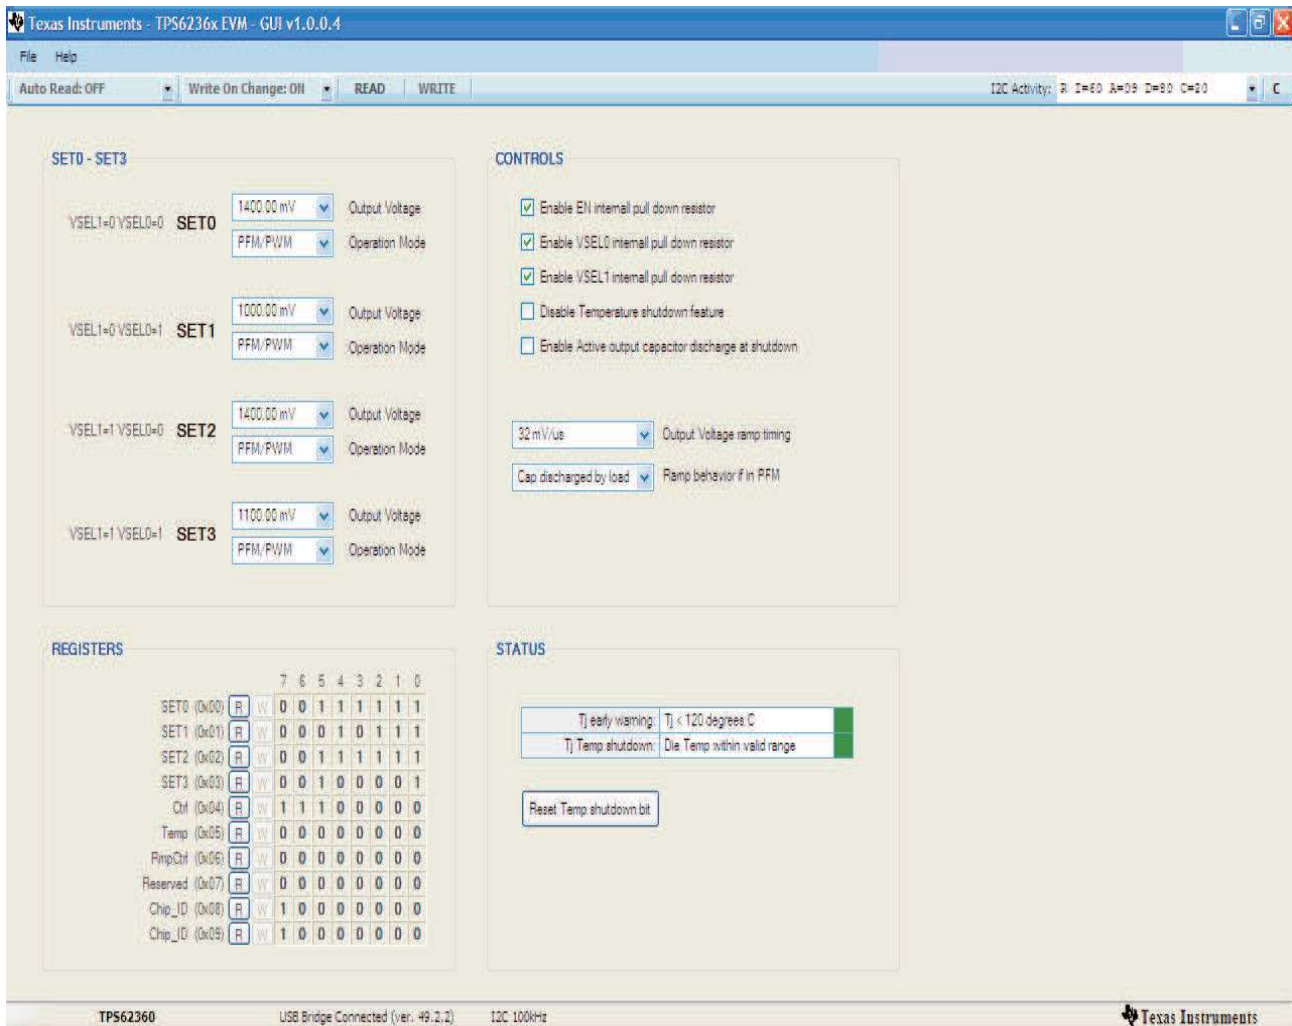 Texas Instruments - TPS6236x EVM - GUI v1.0.0.4
File Help
Auto Read: OFF Write On Change: ON READ WRITE I2C Activity: R I=60 A=09 D=80 C=20 C
SET0 - SET3
VSEL1=0 VSEL0=0 SET0
1400.00 mV Output Voltage
PFM/PWM Operation Mode
VSEL1=0 VSEL0=1 SET1
1000.00 mV Output Voltage
PFM/PWM Operation Mode
VSEL1=1 VSEL0=0 SET2
1400.00 mV Output Voltage
PFM/PWM Operation Mode
VSEL1=1 VSEL0=1 SET3
1100.00 mV Output Voltage
PFM/PWM Operation Mode
CONTROLS
Enable EN internall pull down resistor
Enable VSEL0 internall pull down resistor
Enable VSEL1 internall pull down resistor
Disable Temperature shutdown feature
Enable Active output capacitor discharge at shutdown
32 mV/us Output Voltage ramp timing
Cap discharged by load Ramp behavior if in PFM
REGISTERS
7 6 5 4 3 2 1 0
SET0 (0x00) R W 0 0 1 1 1 1 1 1
SET1 (0x01) R W 0 0 0 1 0 1 1 1
SET2 (0x02) R W 0 0 1 1 1 1 1 1
SET3 (0x03) R W 0 0 1 0 0 0 0 1
Ctrl (0x04) R W 1 1 1 0 0 0 0 0
Temp (0x05) R W 0 0 0 0 0 0 0 0
RmpCtrl (0x06) R W 0 0 0 0 0 0 0 0
Reserved (0x07) R W 0 0 0 0 0 0 0 0
Chip_ID (0x08) R W 1 0 0 0 0 0 0 0
Chip_ID (0x09) R W 1 0 0 0 0 0 0 0
STATUS
Tj early warning: Tj < 120 degrees C
Tj Temp shutdown: Die Temp within valid range
Reset Temp shutdown bit
TPS62360 USB Bridge Connected (ver. 49.2.2) I2C 100kHz Texas Instruments